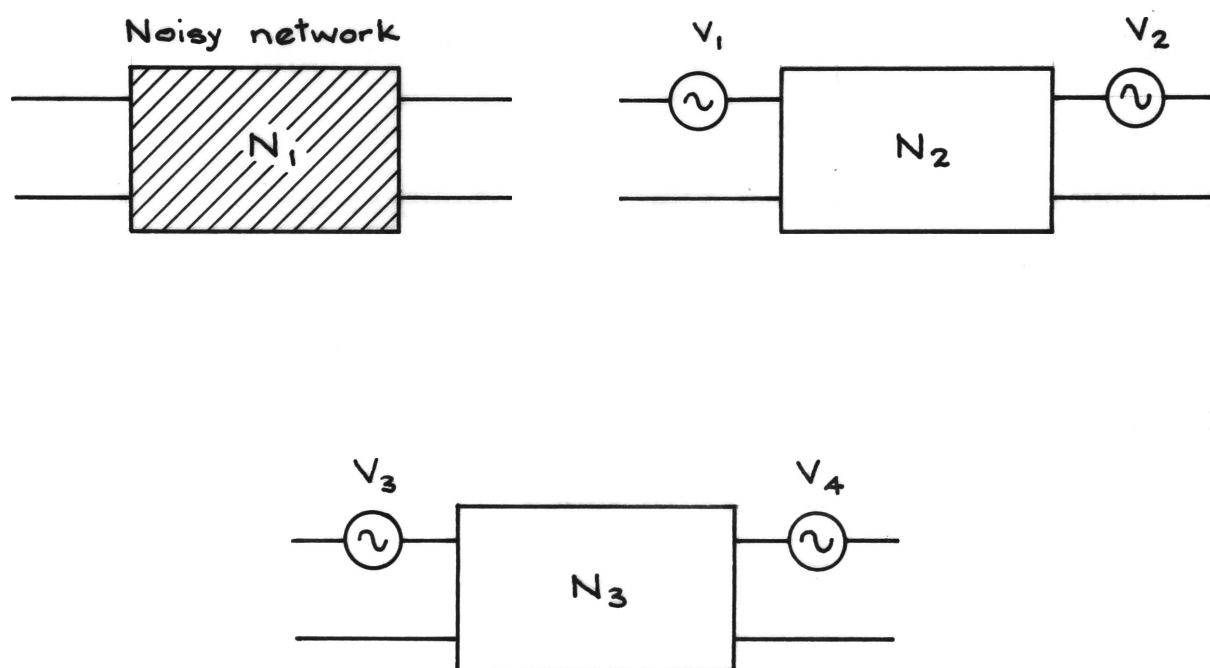 Noisy network
N₁
V₁
V₂
N₂
V₃
V₄
N₃